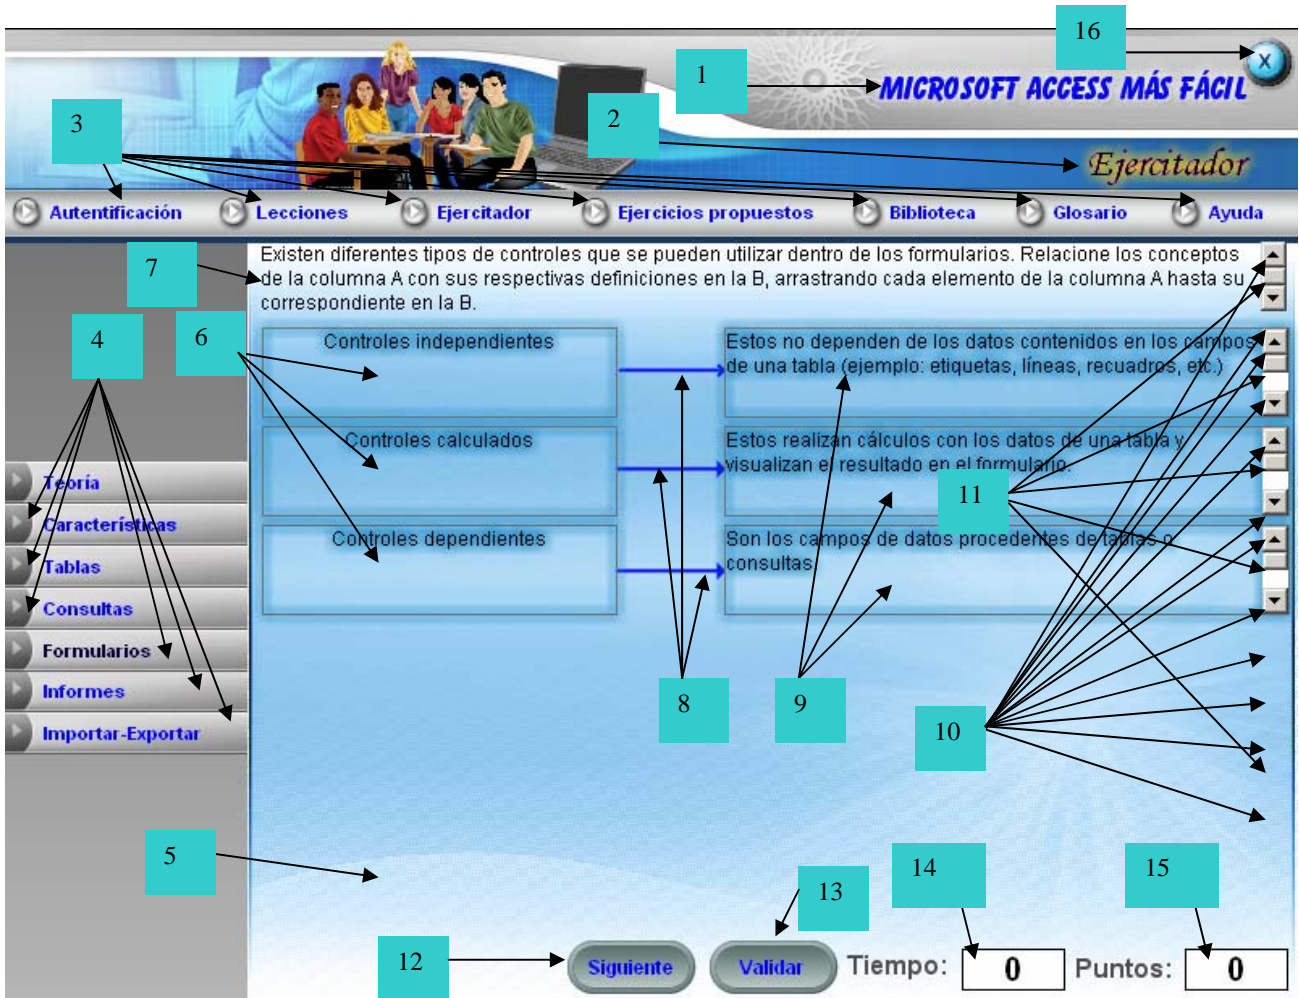 16
X
1
MICROSOFT ACCESS MÁS FÁCIL
3
2
Ejercitador
Autentificación Lecciones Ejercitador Ejercicios propuestos Biblioteca Glosario Ayuda
7
Existen diferentes tipos de controles que se pueden utilizar dentro de los formularios. Relacione los conceptos
de la columna A con sus respectivas definiciones en la B, arrastrando cada elemento de la columna A hasta su
correspondiente en la B.
4
6
Controles independientes
Estos no dependen de los datos contenidos en los campos
de una tabla (ejemplo: etiquetas, líneas, recuadros, etc.)
Controles calculados
Estos realizan cálculos con los datos de una tabla y
visualizan el resultado en el formulario.
11
Controles dependientes
Son los campos de datos procedentes de tablas o
consultas.
Teoría
Características
Tablas
Consultas
Formularios
Informes
Importar-Exportar
8
9
10
5
13
14
15
12
Siguiente Validar Tiempo: 0 Puntos: 0